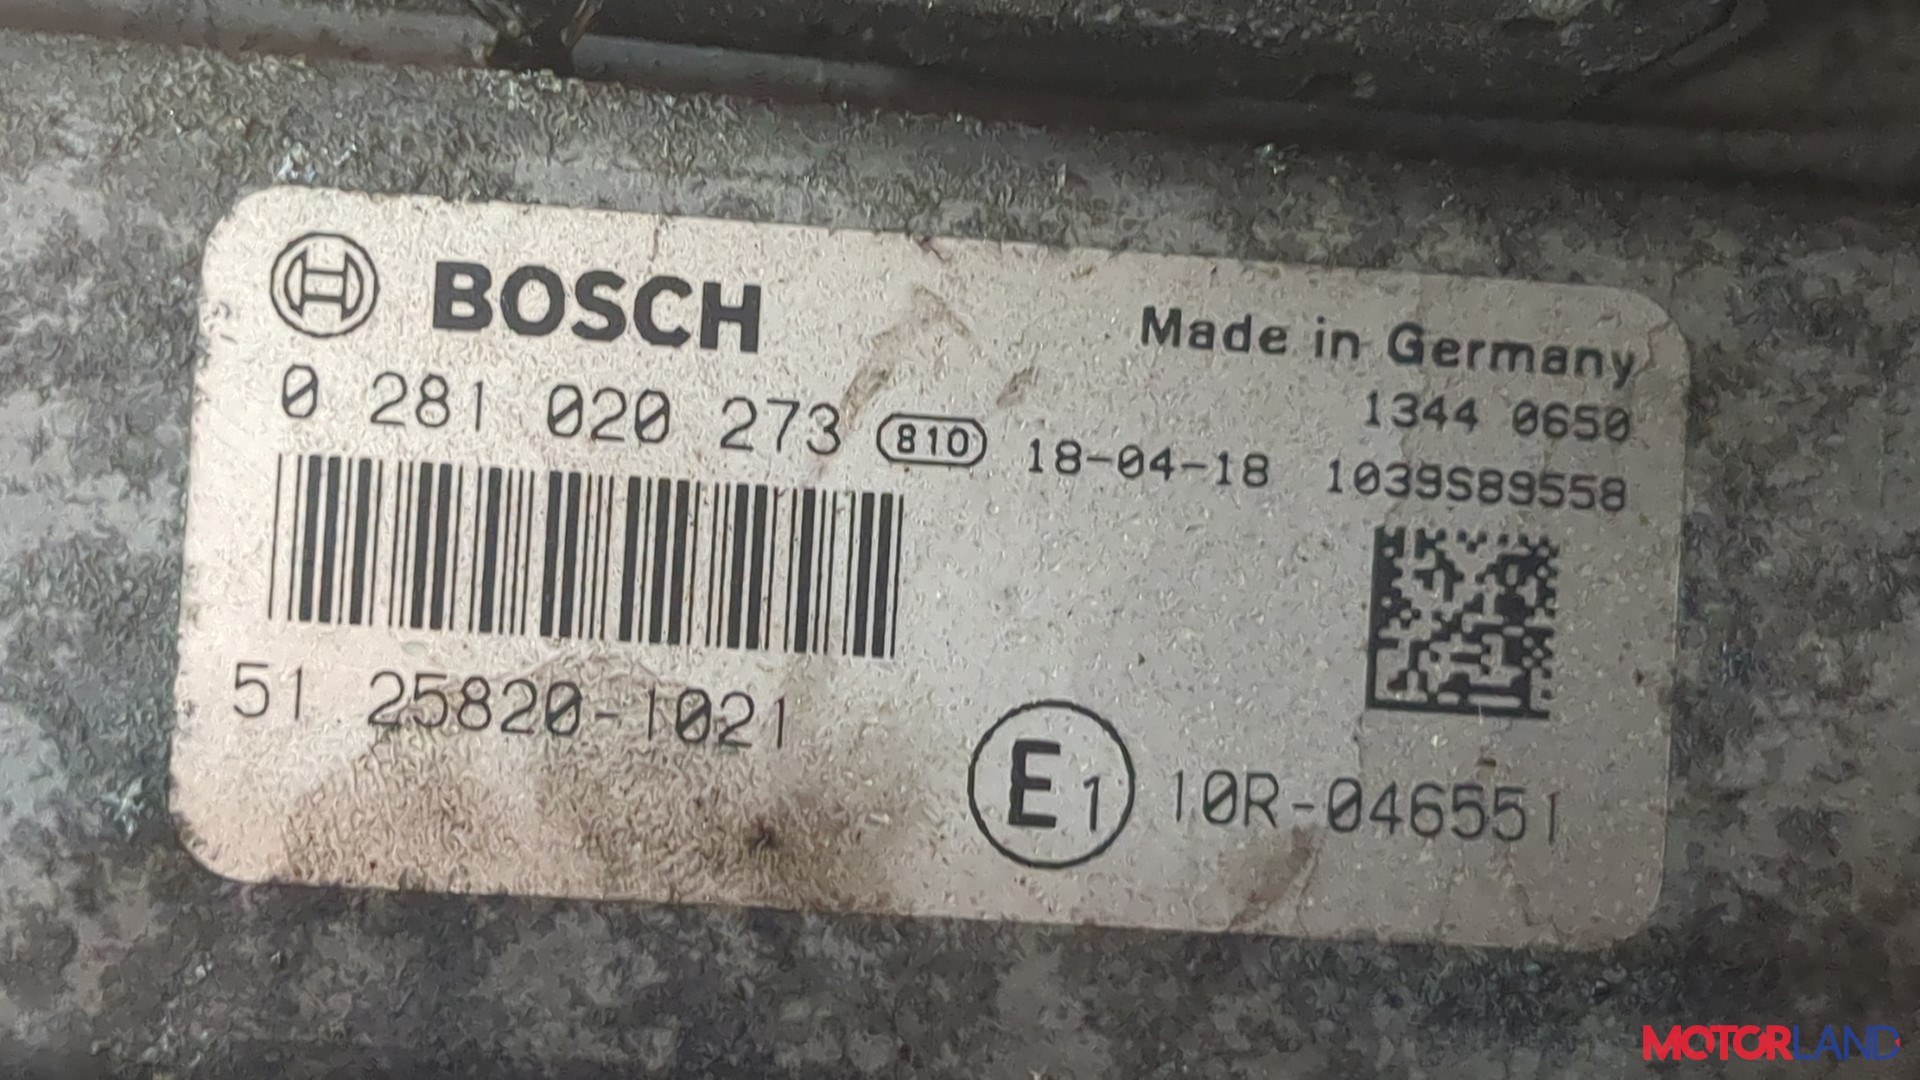 BOSCH
Made in Germany
0 281 020 273 810 18-04-18
1344 0650
1039S89558
51 25820-1021
E1 10R-046551
MOTORLAND